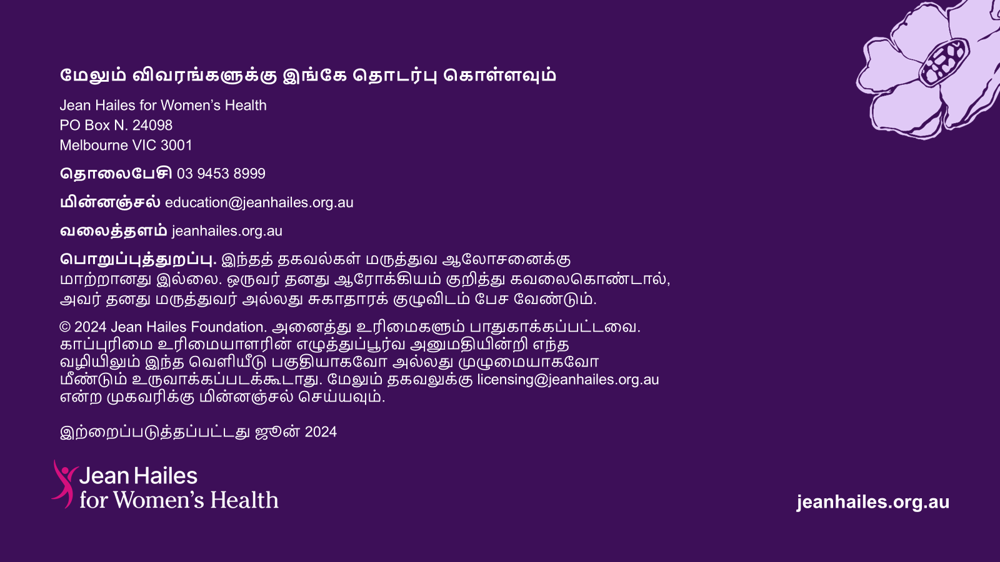 மேலும் விவரங்களுக்கு இங்கே தொடர்பு கொள்ளவும்
Jean Hailes for Women’s Health
PO Box N. 24098
Melbourne VIC 3001
தொலைபேசி 03 9453 8999
மின்னஞ்சல் education@jeanhailes.org.au
வலைத்தளம் jeanhailes.org.au
பொறுப்புத்துறப்பு. இந்தத் தகவல்கள் மருத்துவ ஆலோசனைக்கு
மாற்றானது இல்லை. ஒருவர் தனது ஆரோக்கியம் குறித்து கவலைகொண்டால்,
அவர் தனது மருத்துவர் அல்லது சுகாதாரக் குழுவிடம் பேச வேண்டும்.
© 2024 Jean Hailes Foundation. அனைத்து உரிமைகளும் பாதுகாக்கப்பட்டவை.
காப்புரிமை உரிமையாளரின் எழுத்துப்பூர்வ அனுமதியின்றி எந்த
வழியிலும் இந்த வெளியீடு பகுதியாகவோ அல்லது முழுமையாகவோ
மீண்டும் உருவாக்கப்படக்கூடாது. மேலும் தகவலுக்கு licensing@jeanhailes.org.au
என்ற முகவரிக்கு மின்னஞ்சல் செய்யவும்.
இற்றைப்படுத்தப்பட்டது ஜூன் 2024
Jean Hailes
for Women’s Health
jeanhailes.org.au